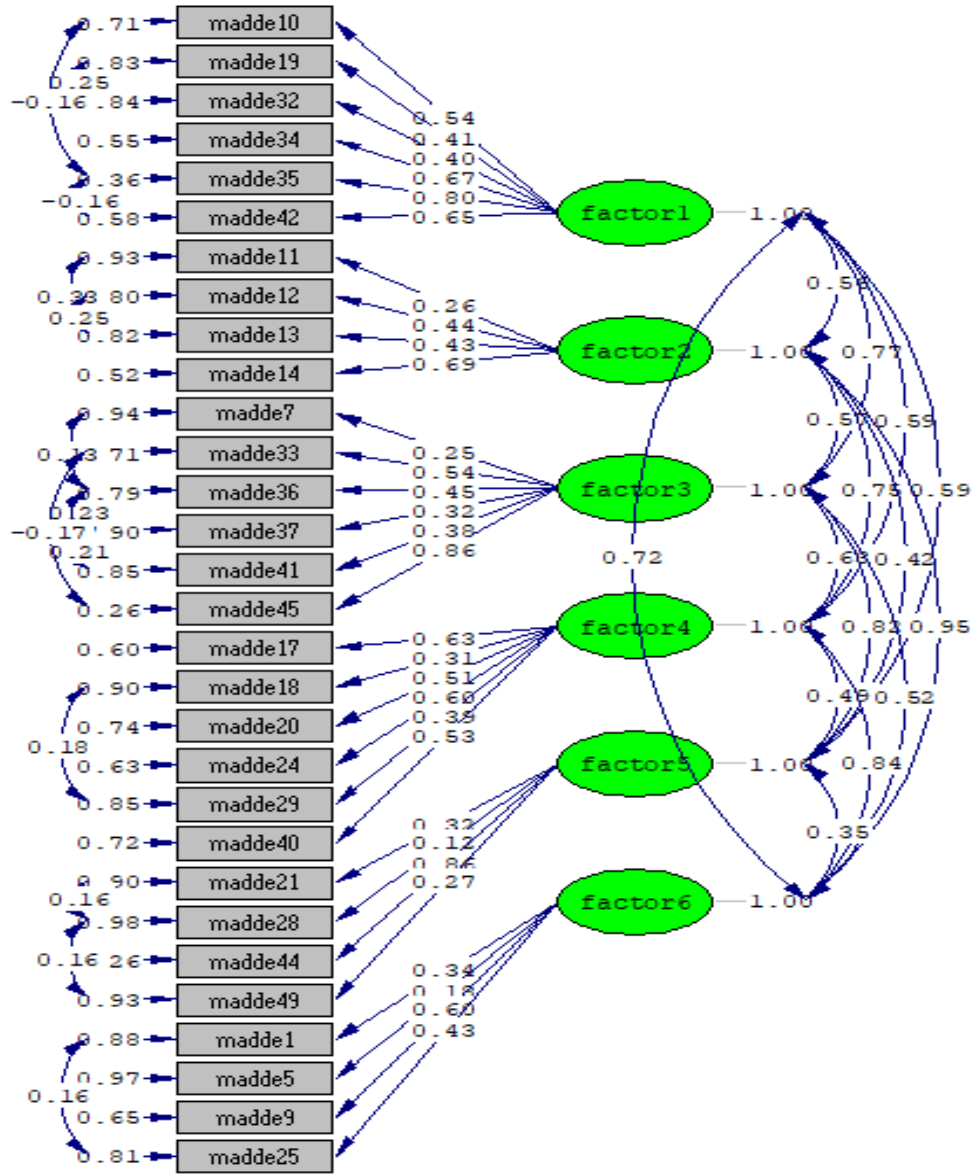 0.71 madde10
0.83 madde19
0.25
-0.16 .84 madde32
0.54
0.41
0.40
0.67
0.80
0.65
0.55 madde34
0.36 madde35
-0.16
0.58 madde42
factor1 1.00
0.93 madde11
0.33 80 madde12
0.25
0.26
0.44
0.43
0.69
0.82 madde13
0.52 madde14
factor2 1.00
0.77
0.94 madde7
0.59
0.13 71 madde33
0.25
0.54
0.45
0.32
0.38
0.86
0.79 madde36
factor3 1.00
0.75
0.59
-0.17 90 madde37
0.21
0.85 madde41
0.72
0.42
0.26 madde45
0.60 madde17
factor4 1.00
0.82
0.95
0.63
0.31
0.51
0.60
0.39
0.53
0.90 madde18
0.49
0.52
0.74 madde20
0.18
0.63 madde24
factor5 1.00
0.84
0.85 madde29
0.72 madde40
0.35
0.32
0.12
0.86
0.27
0.90 madde21
0.16
0.98 madde28
factor6 1.00
0.16 26 madde44
0.93 madde49
0.34
0.18
0.60
0.43
0.88 madde1
0.97 madde5
0.16
0.65 madde9
0.81 madde25